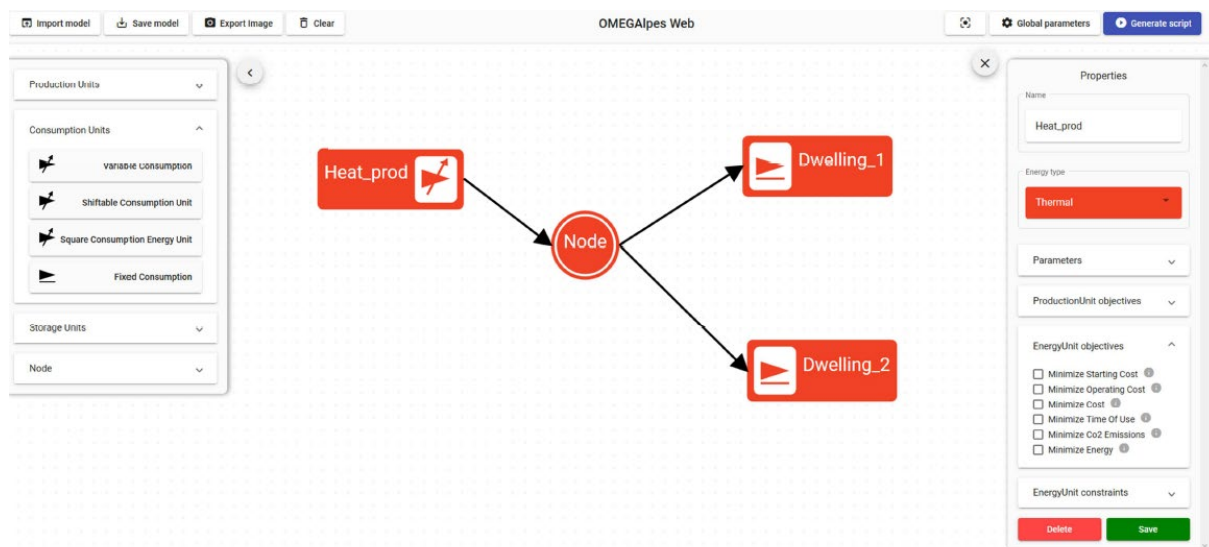 Import model
Save model
Export Image
Clear
OMEGAlpes Web
Global parameters
Generate script
Production Units
Consumption Units
Variable Consumption
Shiftable Consumption Unit
Square Consumption Energy Unit
Fixed Consumption
Storage Units
Node
Heat_prod
Node
Dwelling_1
Dwelling_2
Properties
Name
Heat_prod
Energy type
Thermal
Parameters
ProductionUnit objectives
EnergyUnit objectives
Minimize Starting Cost
Minimize Operating Cost
Minimize Cost
Minimize Time Of Use
Minimize Co2 Emissions
Minimize Energy
EnergyUnit constraints
Delete
Save